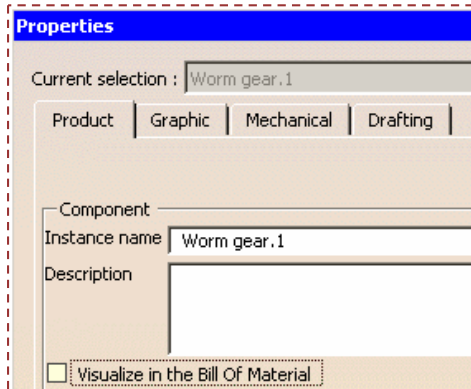 Properties
Current selection : Worm gear.1
Product Graphic Mechanical Drafting
Component
Instance name Worm gear.1
Description
Visualize in the Bill Of Material